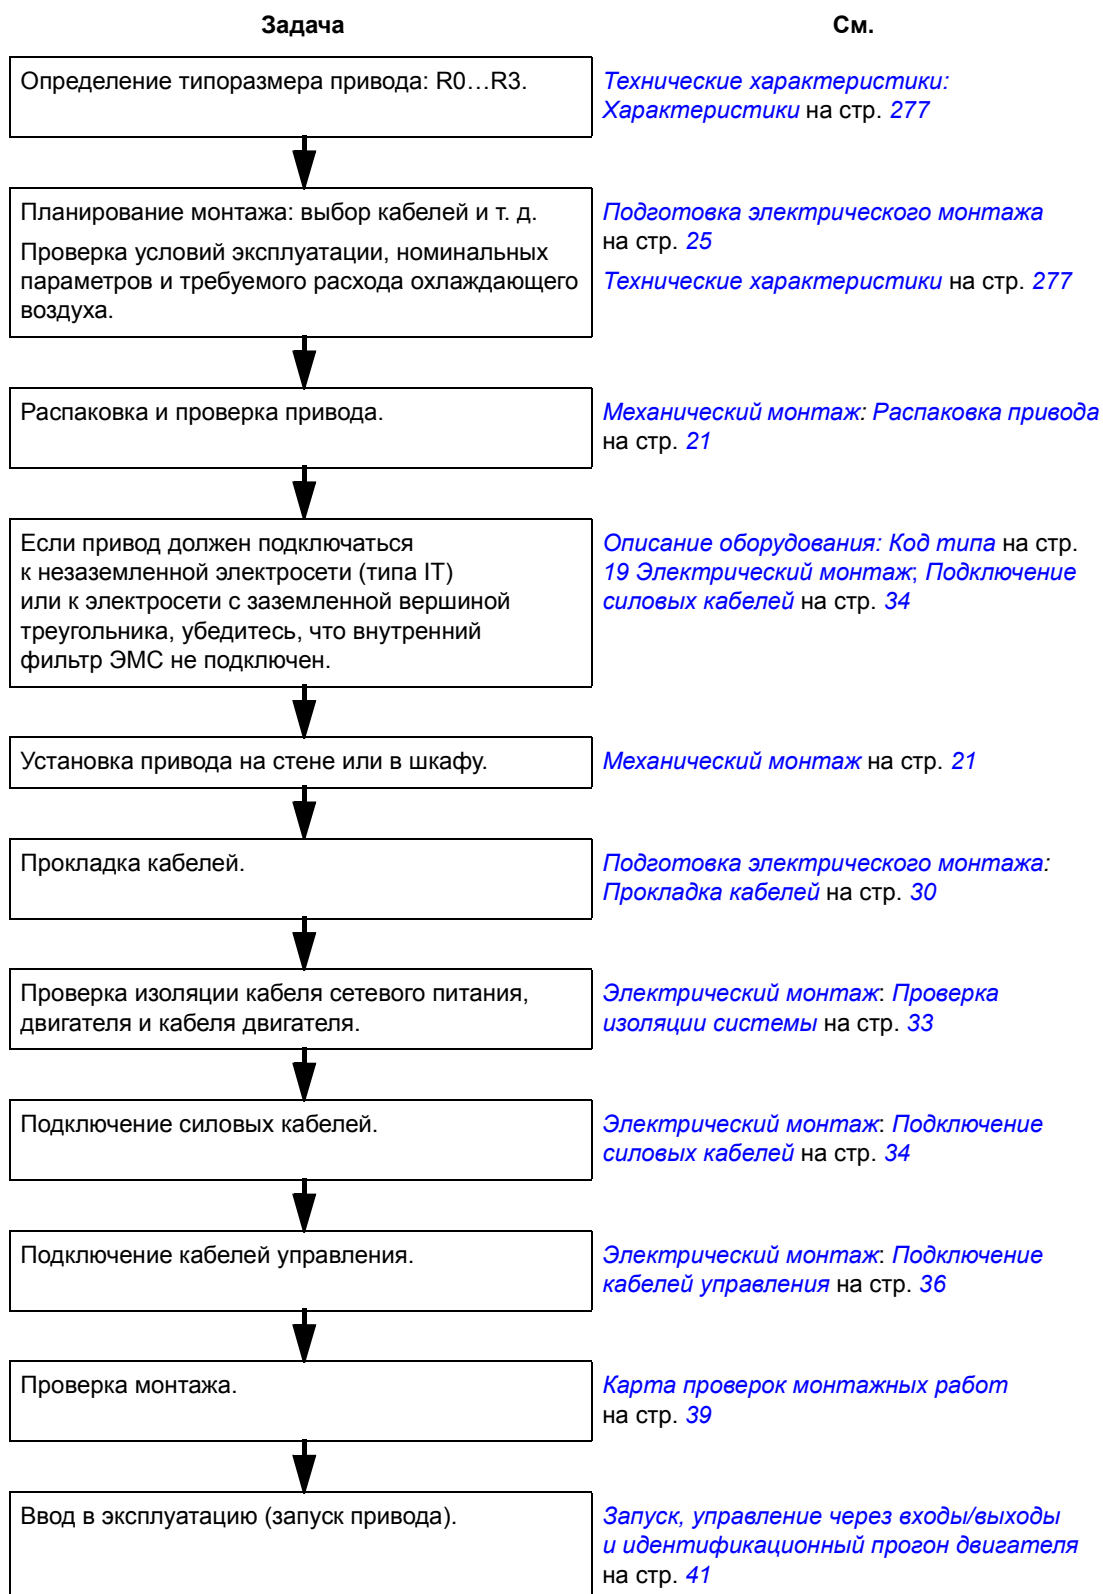 Задача
См.
Определение типоразмера привода: R0…R3.
Технические характеристики:
Характеристики на стр. 277
Планирование монтажа: выбор кабелей и т. д.
Проверка условий эксплуатации, номинальных
параметров и требуемого расхода охлаждающего
воздуха.
Подготовка электрического монтажа
на стр. 25
Технические характеристики на стр. 277
Распаковка и проверка привода.
Механический монтаж: Распаковка привода
на стр. 21
Если привод должен подключаться
к незаземленной электросети (типа IT)
или к электросети с заземленной вершиной
треугольника, убедитесь, что внутренний
фильтр ЭМС не подключен.
Описание оборудования: Код типа на стр.
19 Электрический монтаж; Подключение
силовых кабелей на стр. 34
Установка привода на стене или в шкафу.
Механический монтаж на стр. 21
Прокладка кабелей.
Подготовка электрического монтажа:
Прокладка кабелей на стр. 30
Проверка изоляции кабеля сетевого питания,
двигателя и кабеля двигателя.
Электрический монтаж: Проверка
изоляции системы на стр. 33
Подключение силовых кабелей.
Электрический монтаж: Подключение
силовых кабелей на стр. 34
Подключение кабелей управления.
Электрический монтаж: Подключение
кабелей управления на стр. 36
Проверка монтажа.
Карта проверок монтажных работ
на стр. 39
Ввод в эксплуатацию (запуск привода).
Запуск, управление через входы/выходы
и идентификационный прогон двигателя
на стр. 41